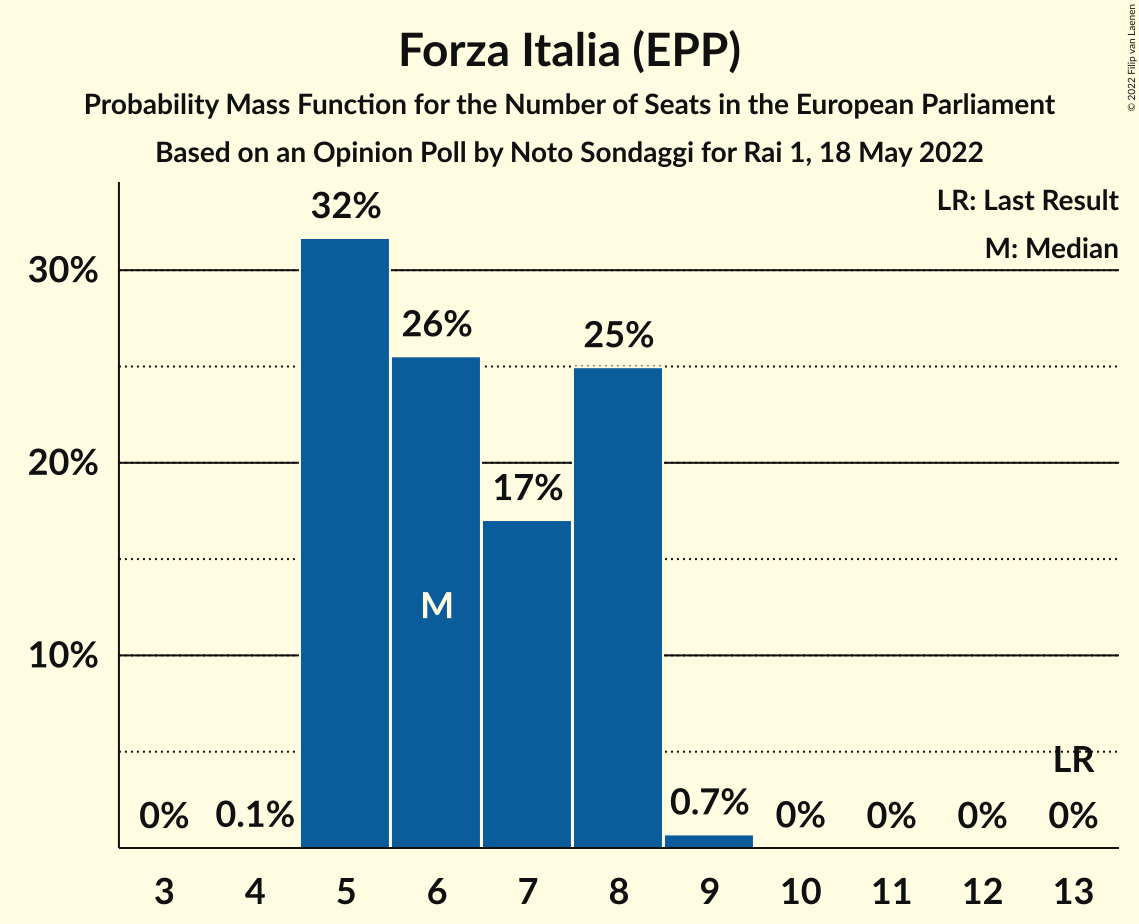 Forza Italia (EPP)
Probability Mass Function for the Number of Seats in the European Parliament
Based on an Opinion Poll by Noto Sondaggi for Rai 1, 18 May 2022
© 2022 Filip van Laenen
LR: Last Result
M: Median
30%
20%
10%
0%
0.1%
32%
26%
17%
25%
0.7%
0%
0%
0%
0%
M
LR
3 4 5 6 7 8 9 10 11 12 13